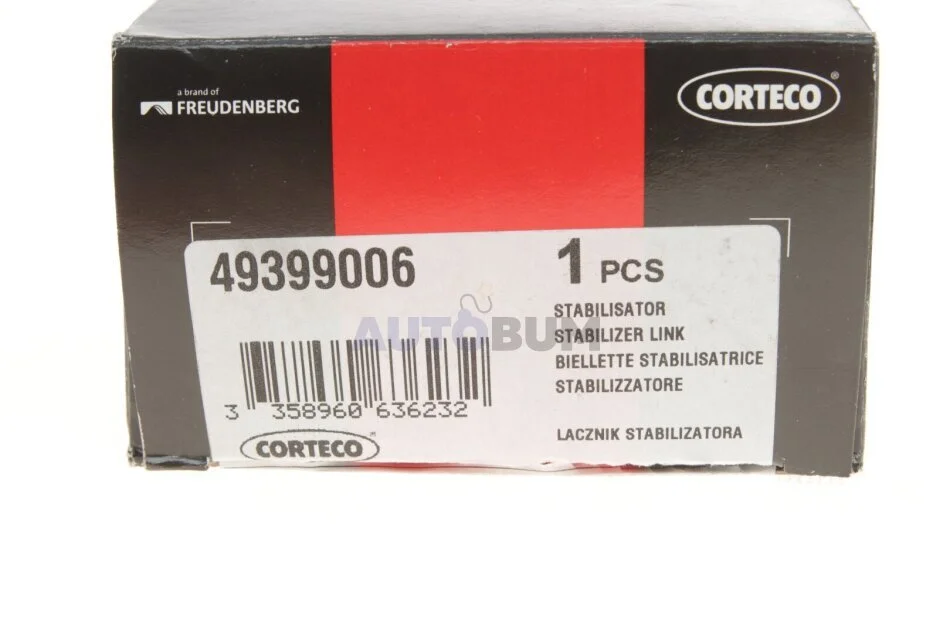 a brand of
FREUDENBERG
CORTECO®
49399006
1 PCS
STABILISATOR
AUTOBUM
STABILIZER LINK
BIELLETTE STABILISATRICE
STABILIZZATORE
3 358960 636232
LACZNIK STABILIZATORA
CORTECO